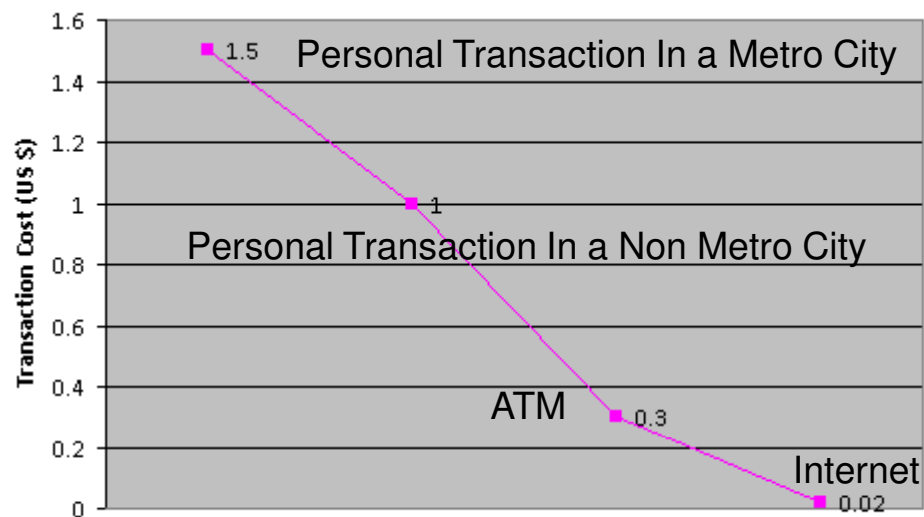 1.6
1.5 Personal Transaction In a Metro City
1.4
1.2
Transaction Cost (US $)
1
1
Personal Transaction In a Non Metro City
0.8
0.6
0.4
ATM
0.3
0.2
Internet
0
0.02